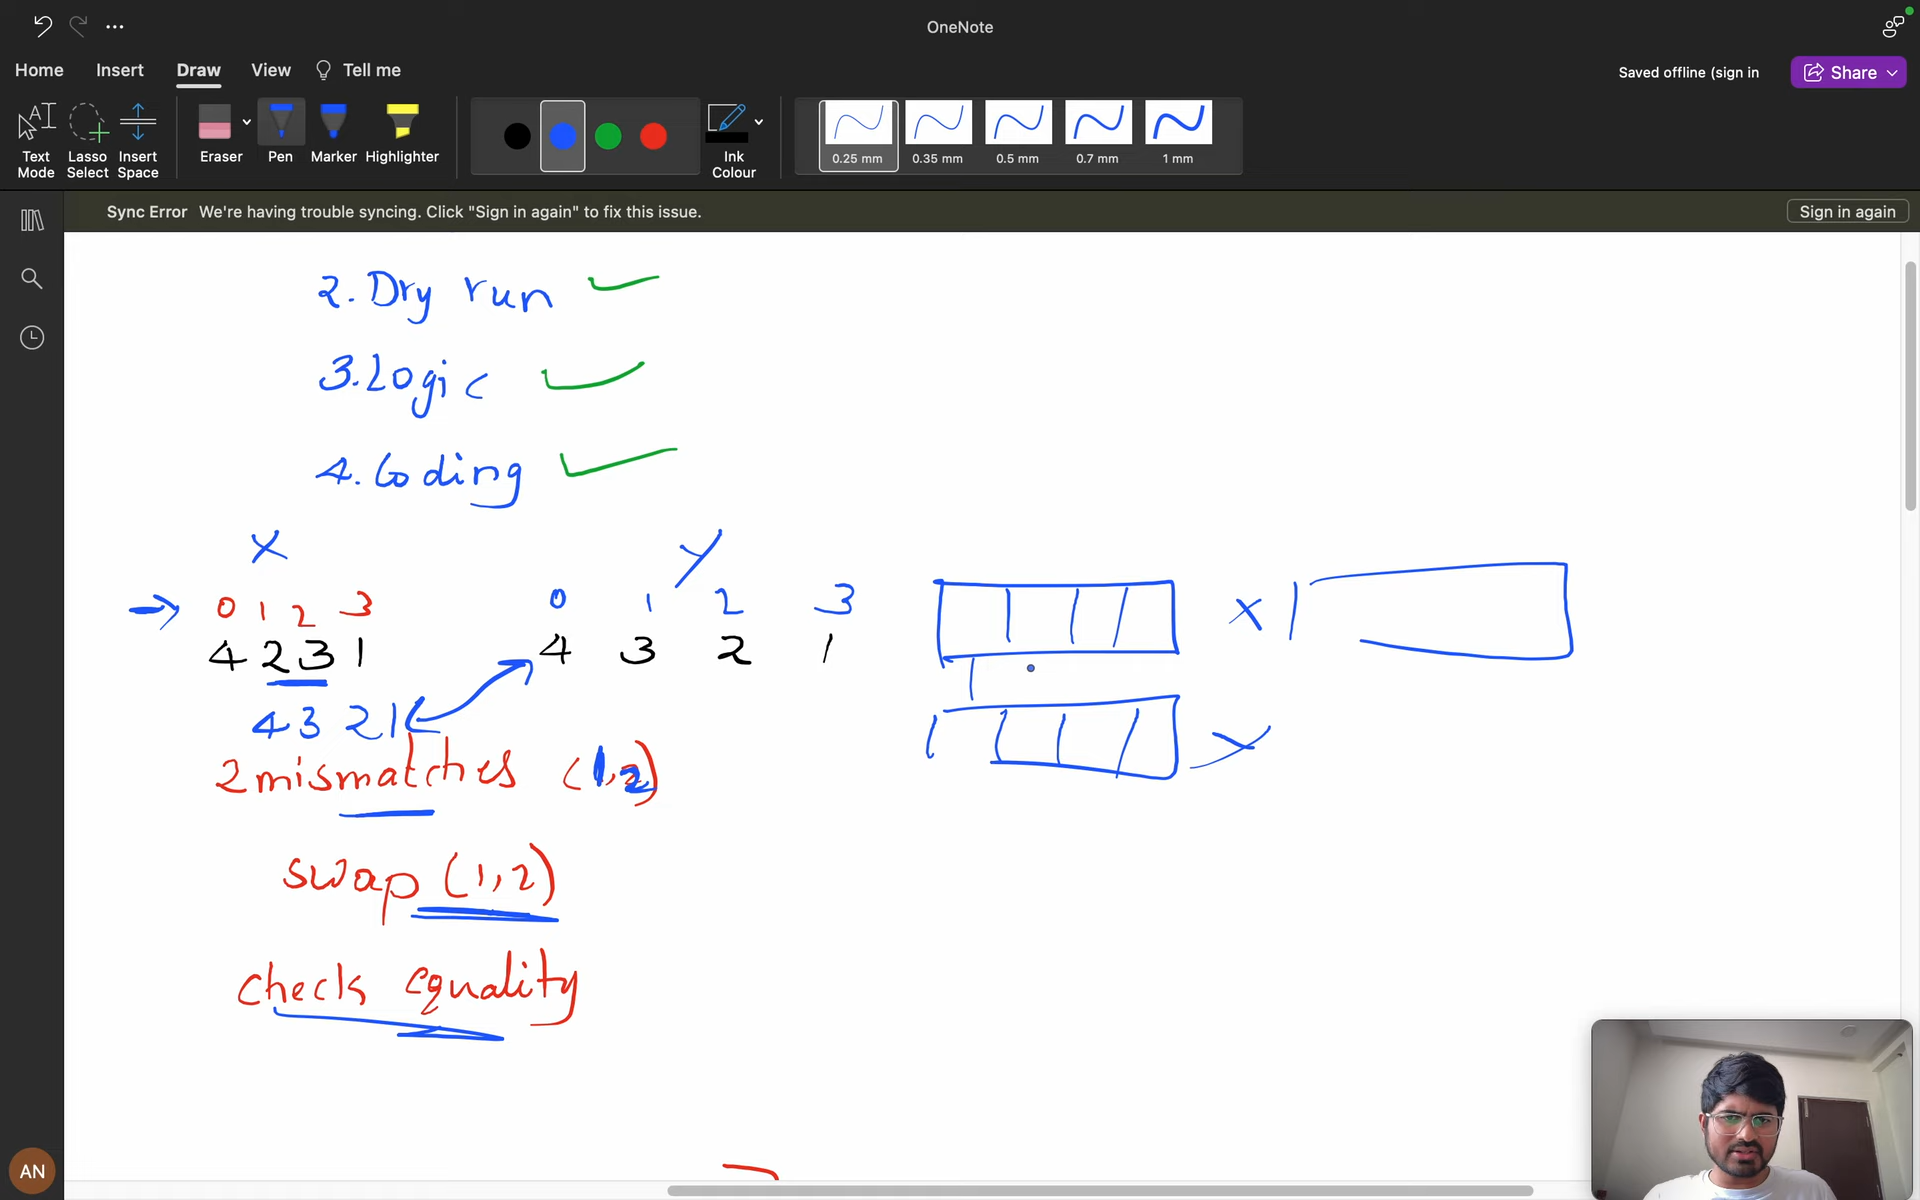 OneNote
Home Insert Draw View Tell me
Saved offline (sign in
Share
Text Mode
Lasso Select
Insert Space
Eraser
Pen
Marker
Highlighter
Ink Colour
0.25 mm
0.35 mm
0.5 mm
0.7 mm
1 mm
Sync Error We're having trouble syncing. Click "Sign in again" to fix this issue.
Sign in again
2. Dry run
3. Logic
4. Coding
X Y
0 1 2 3 0 1 2 3
4 2 3 1 4 3 2 1
4 3 2 1
2 mismatches (1,2)
swap (1,2)
check equality
X
AN